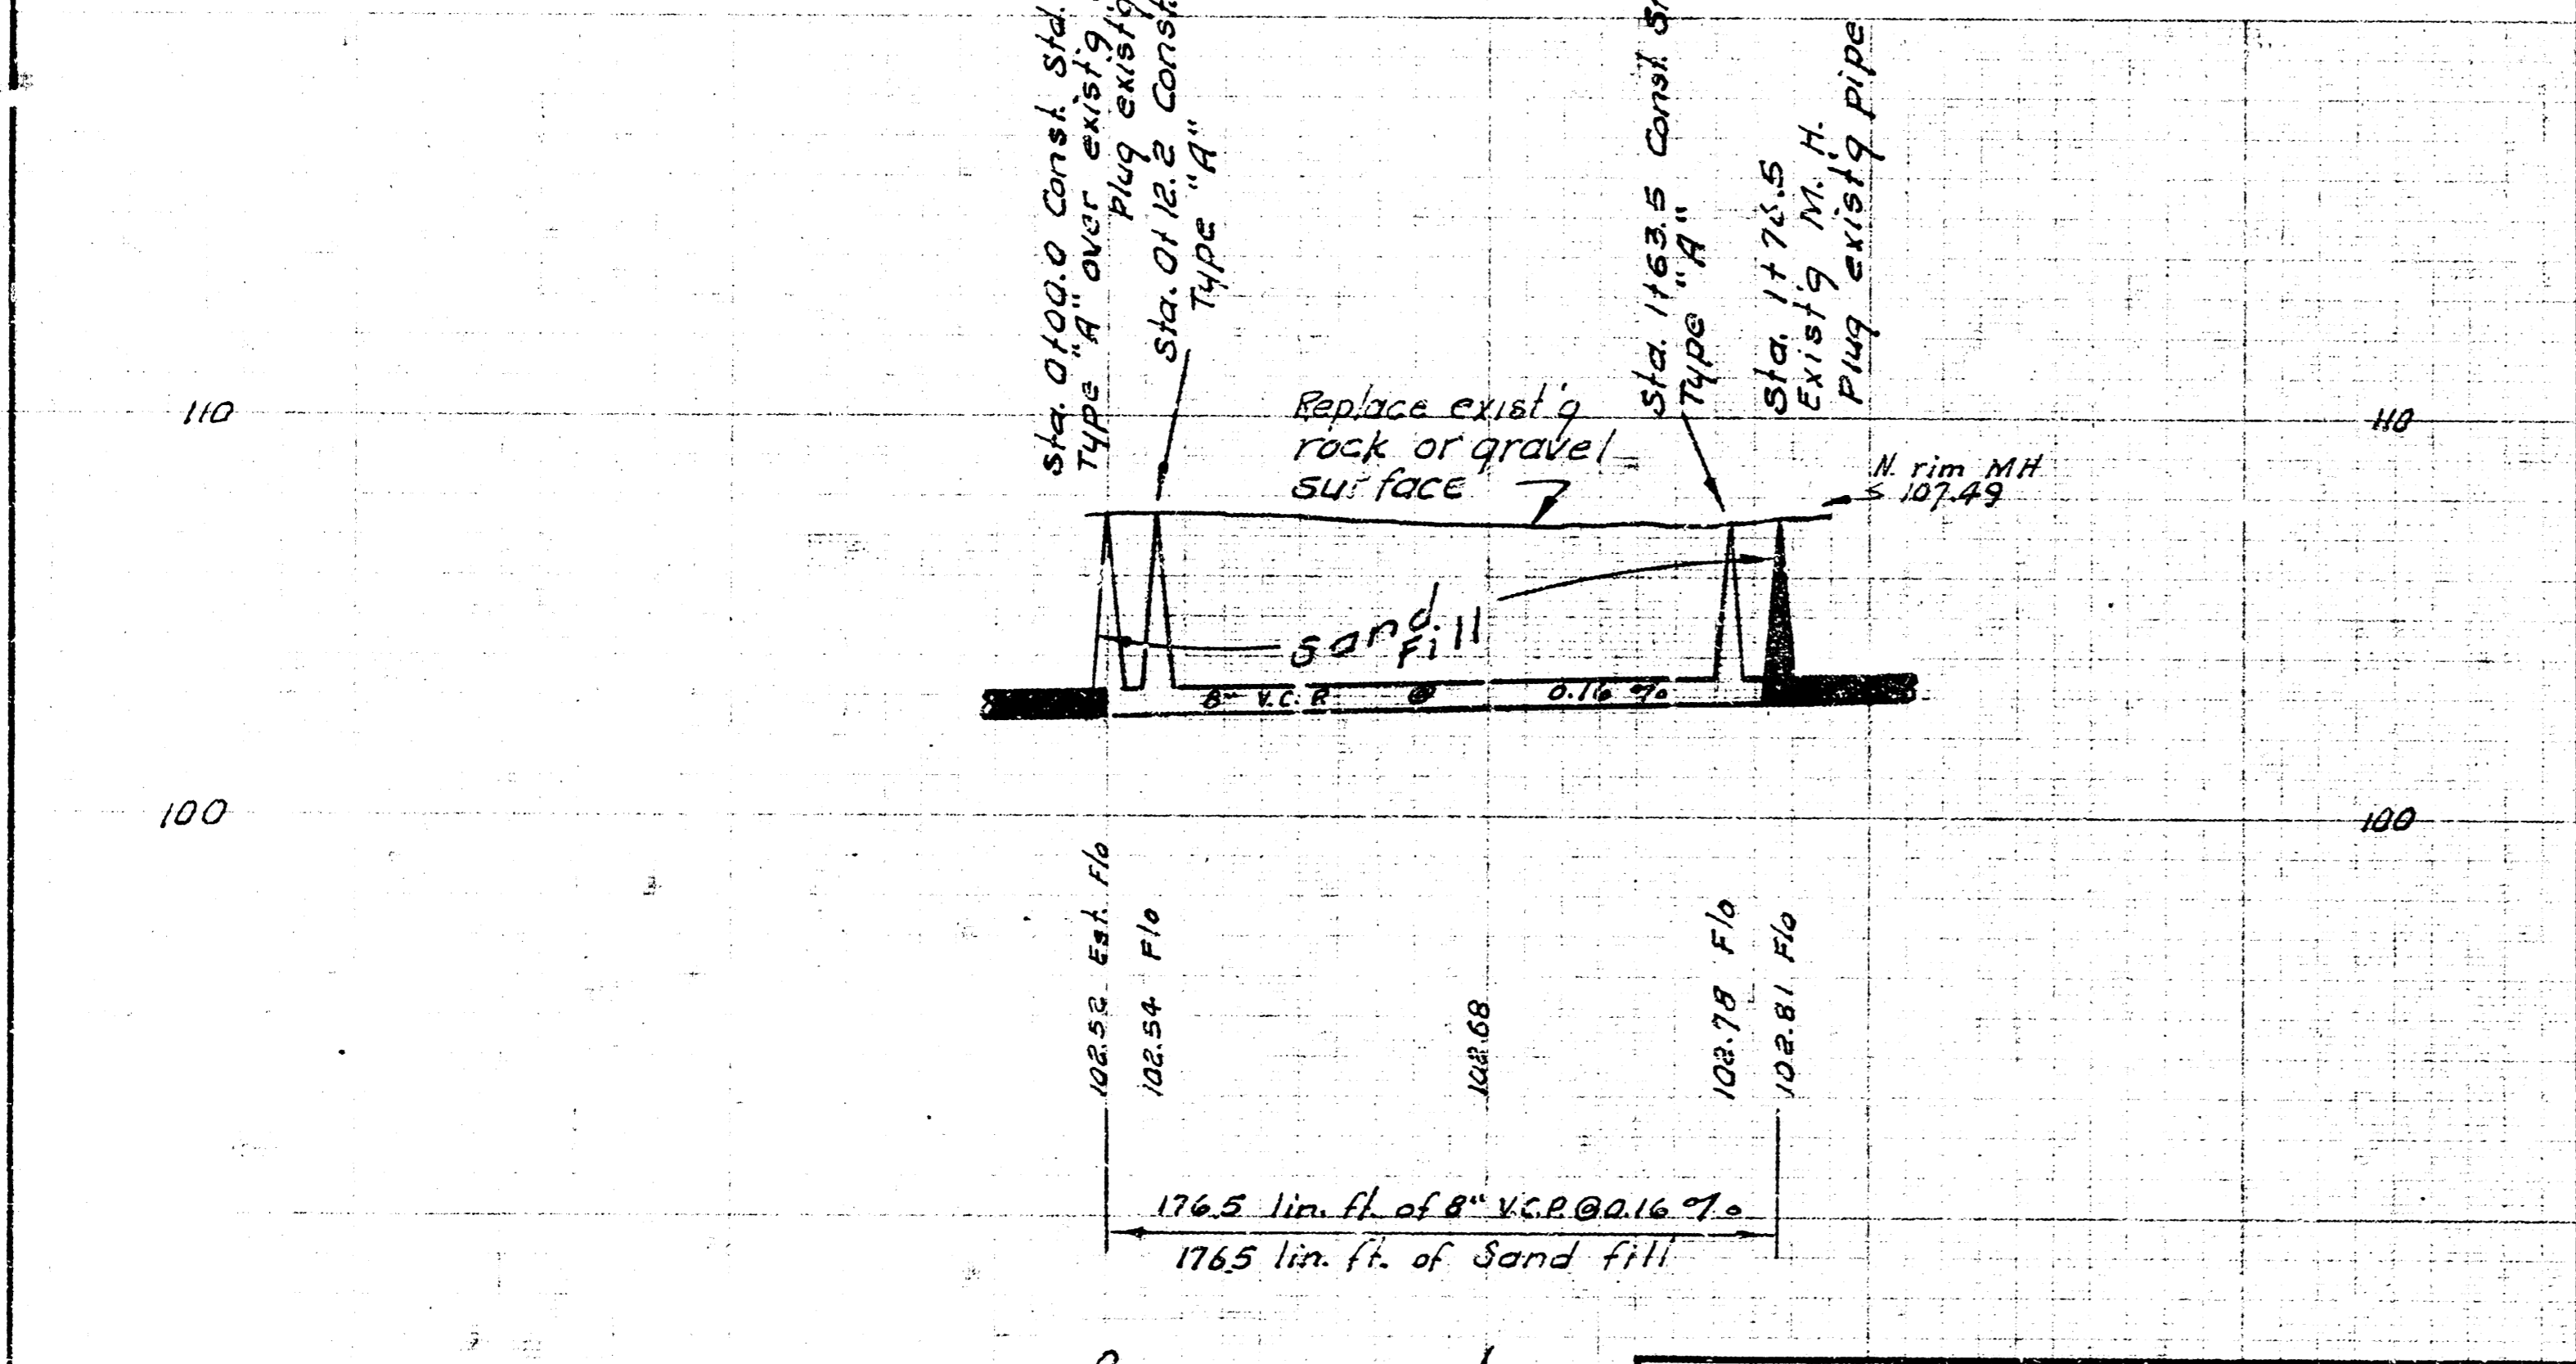 Sta. 0+00.0 Const. Std.
Type "A" over exist'g
Plug exist'g
Sta. 0+12.2 Const.
Type "A"
Sta. 1+63.5 Const. St
Type "A"
Sta. 1+76.5
Exist'g M. H.
Plug exist'g pipe
110
110
Replace exist'g
rock or gravel
surface
N. rim MH
107.49
Sand
Fill
8" V.C.P. @ 0.16 %
100
100
102.52 Est. Flo
102.54 Flo
102.68
102.78 Flo
102.81 Flo
176.5 lin. ft. of 8" V.C.P. @ 0.16 %
176.5 lin. ft. of Sand fill
0
1